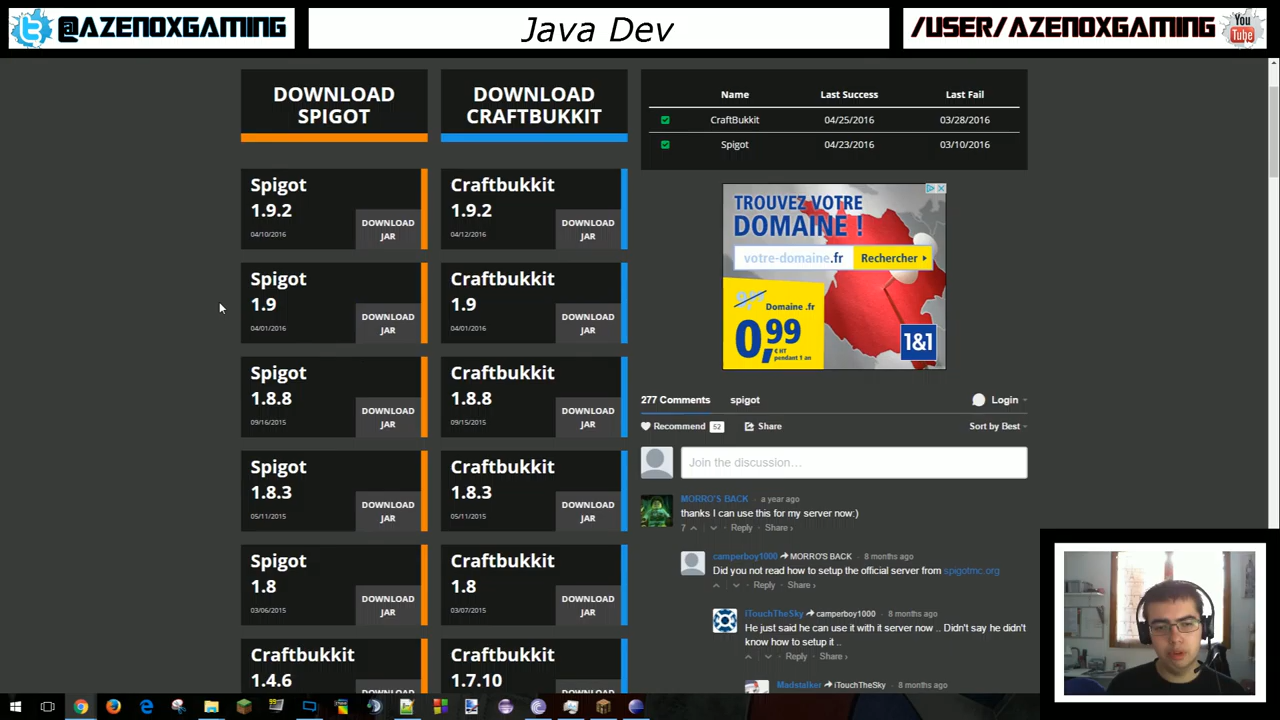 @AZENOXGAMING
Java Dev
/USER/AZENOXGAMING
You
Tube
DOWNLOAD
SPIGOT
DOWNLOAD
CRAFTBUKKIT
Name Last Success Last Fail
CraftBukkit 04/25/2016 03/28/2016
Spigot 04/23/2016 03/10/2016
Spigot
1.9.2
04/10/2016
DOWNLOAD
JAR
Craftbukkit
1.9.2
04/12/2016
DOWNLOAD
JAR
Spigot
1.9
04/01/2016
DOWNLOAD
JAR
Craftbukkit
1.9
04/01/2016
DOWNLOAD
JAR
Spigot
1.8.8
09/16/2015
DOWNLOAD
JAR
Craftbukkit
1.8.8
09/15/2015
DOWNLOAD
JAR
Spigot
1.8.3
05/11/2015
DOWNLOAD
JAR
Craftbukkit
1.8.3
05/11/2015
DOWNLOAD
JAR
Spigot
1.8
03/06/2015
DOWNLOAD
JAR
Craftbukkit
1.8
03/07/2015
DOWNLOAD
JAR
Craftbukkit
1.4.6
DOWNLOAD
Craftbukkit
1.7.10
DOWNLOAD
TROUVEZ VOTRE
DOMAINE !
votre-domaine.fr Rechercher
Domaine .fr
0,99
€ HT
pendant 1 an
1&1
277 Comments spigot Login
Recommend 52 Share Sort by Best
Join the discussion…
MORRO'S BACK • a year ago
thanks I can use this for my server now:)
7 • Reply • Share ›
camperboy1000 MORRO'S BACK • 8 months ago
Did you not read how to setup the official server from spigotmc.org
• Reply • Share ›
iTouchTheSky camperboy1000 • 8 months ago
He just said he can use it with it server now .. Didn't say he didn't
know how to setup it ..
• Reply • Share ›
Madstalker iTouchTheSky • 8 months ago